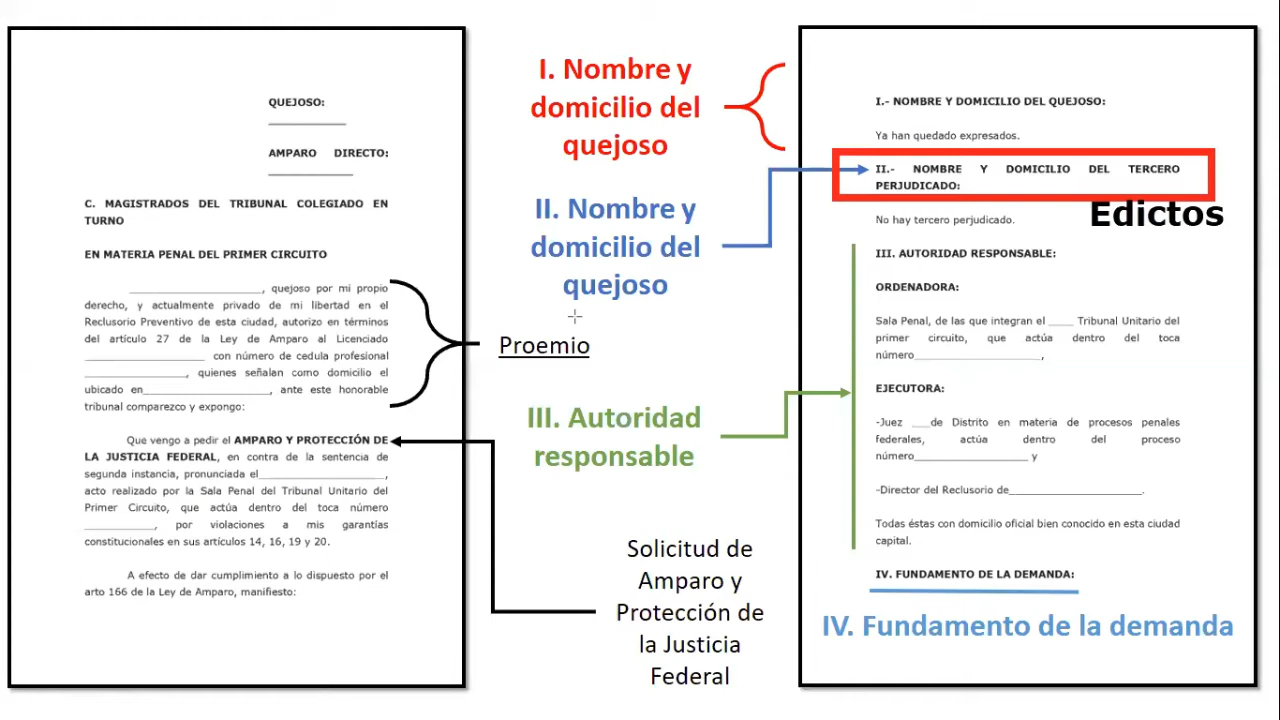 QUEJOSO:
______________
AMPARO DIRECTO:
_______________
C. MAGISTRADOS DEL TRIBUNAL COLEGIADO EN
TURNO
EN MATERIA PENAL DEL PRIMER CIRCUITO
_______________________, quejoso por mi propio
derecho, y actualmente privado de mi libertad en el
Reclusorio Preventivo de esta ciudad, autorizo en términos
del artículo 27 de la Ley de Amparo al Licenciado
_____________________ con número de cedula profesional
__________________, quienes señalan como domicilio el
ubicado en______________________, ante este honorable
tribunal comparezco y expongo:
Que vengo a pedir el AMPARO Y PROTECCIÓN DE
LA JUSTICIA FEDERAL, en contra de la sentencia de
segunda instancia, pronunciada el______________________,
acto realizado por la Sala Penal del Tribunal Unitario del
Primer Circuito, que actúa dentro del toca número
____________, por violaciones a mis garantías
constitucionales en sus artículos 14, 16, 19 y 20.
A efecto de dar cumplimiento a lo dispuesto por el
arto 166 de la Ley de Amparo, manifiesto:
I. Nombre y
domicilio del
quejoso
II. Nombre y
domicilio del
quejoso
Proemio
III. Autoridad
responsable
Solicitud de
Amparo y
Protección de
la Justicia
Federal
I.- NOMBRE Y DOMICILIO DEL QUEJOSO:
Ya han quedado expresados.
II.- NOMBRE Y DOMICILIO DEL TERCERO
PERJUDICADO:
Edictos
No hay tercero perjudicado.
III. AUTORIDAD RESPONSABLE:
ORDENADORA:
Sala Penal, de las que integran el ____ Tribunal Unitario del
primer circuito, que actúa dentro del toca
número______________________,
EJECUTORA:
-Juez ___de Distrito en materia de procesos penales
federales, actúa dentro del proceso
número____________________ y
-Director del Reclusorio de_______________________.
Todas éstas con domicilio oficial bien conocido en esta ciudad
capital.
IV. FUNDAMENTO DE LA DEMANDA:
IV. Fundamento de la demanda